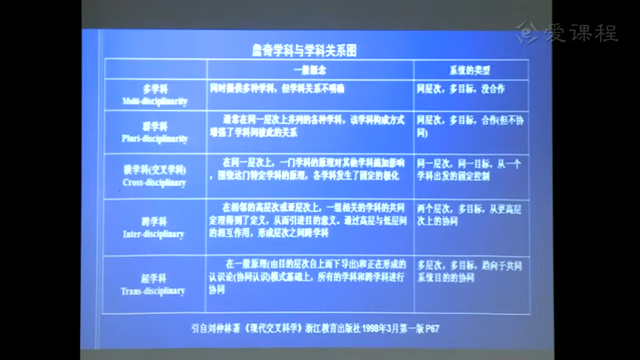 爱课程
盘奇学科与学科关系图
一般概念
系统的类型
多学科
Multi-disciplinarity
同时提供多种学科，但学科关系不明确
同层次，多目标，没合作
群学科
Pluri-disciplinarity
通常在同一层次上并列的各种学科，该学科构成方式
增强了学科间彼此的关系
同层次，多目标，合作(但不协
同)
横学科(交叉学科)
Cross-disciplinary
在同一层次上，一门学科的原理对其他学科施加影响
，围绕这门特定学科的原理，各学科发生了固定的极化
同一层次，同一目标，从一个
学科出发的固定控制
跨学科
Inter-disciplinary
在相邻的高层次或亚层次上，一组相关的学科的共同
定理得到了定义，从而引进目的意义，通过高层与低层间
的相互作用，形成层次之间跨学科
两个层次，多目标，从更高层
次上的协同
超学科
Trans-disciplinary
在一般原理(由目的层次自上而下导出)和正在形成的
认识论(协同认识)模式基础上，所有的学科和跨学科进行
协同
多层次，多目标，趋向于共同
系统目的的协同
引自刘仲林著《现代交叉科学》浙江教育出版社1998年3月第一版 P67